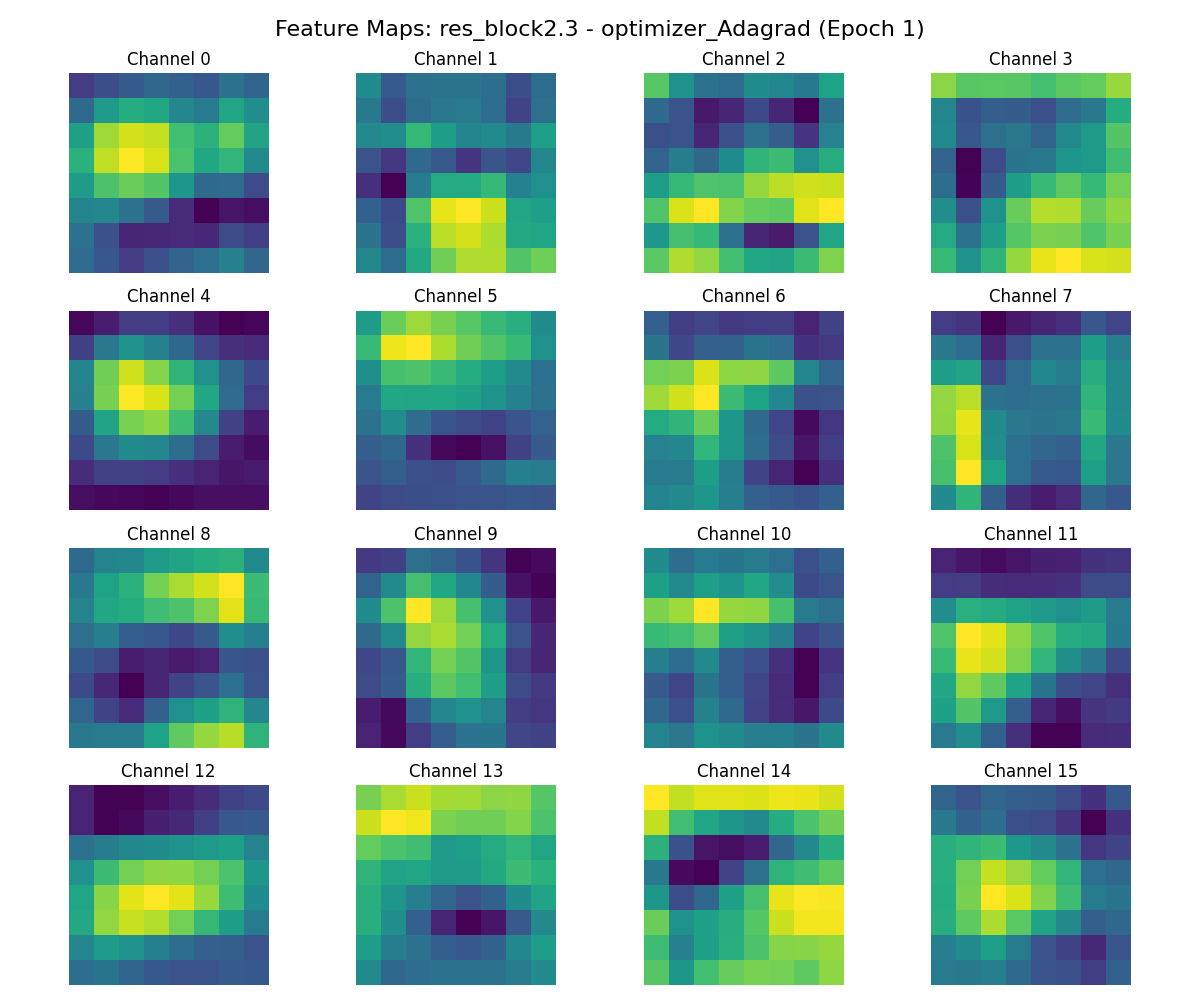 Feature Maps: res_block2.3 - optimizer_Adagrad (Epoch 1)
Channel 0
Channel 1
Channel 2
Channel 3
Channel 4
Channel 5
Channel 6
Channel 7
Channel 8
Channel 9
Channel 10
Channel 11
Channel 12
Channel 13
Channel 14
Channel 15